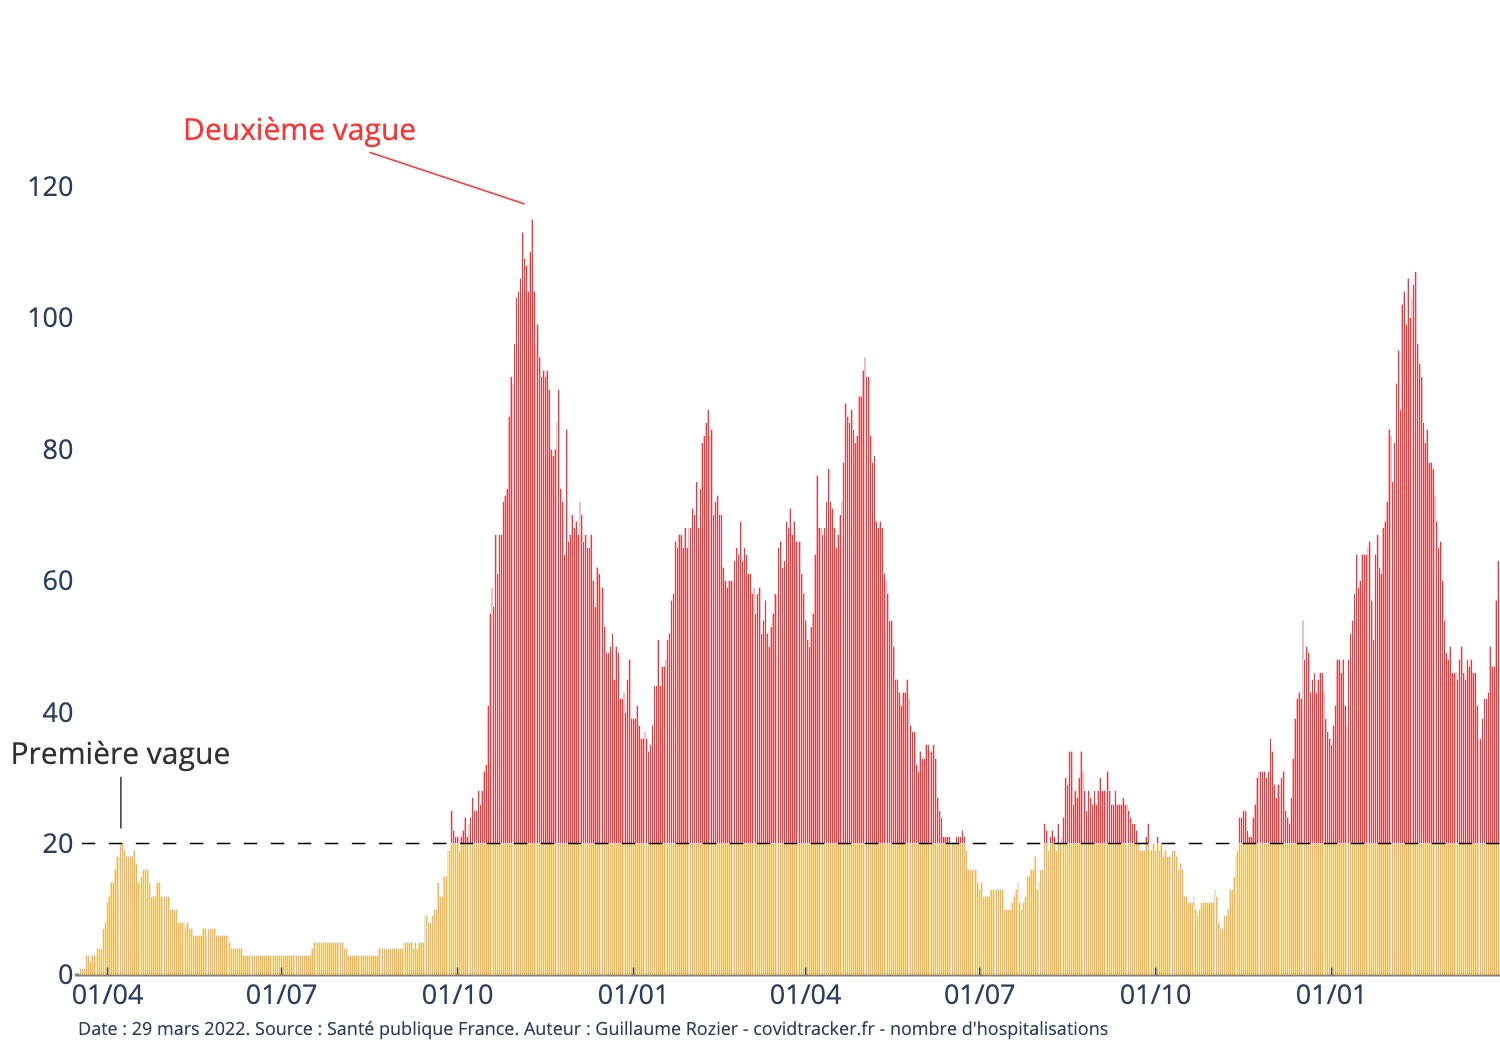 Deuxième vague
120
100
80
60
40
Première vague
20
0
01/04 01/07 01/10 01/01 01/04 01/07 01/10 01/01
Date : 29 mars 2022. Source : Santé publique France. Auteur : Guillaume Rozier - covidtracker.fr - nombre d'hospitalisations